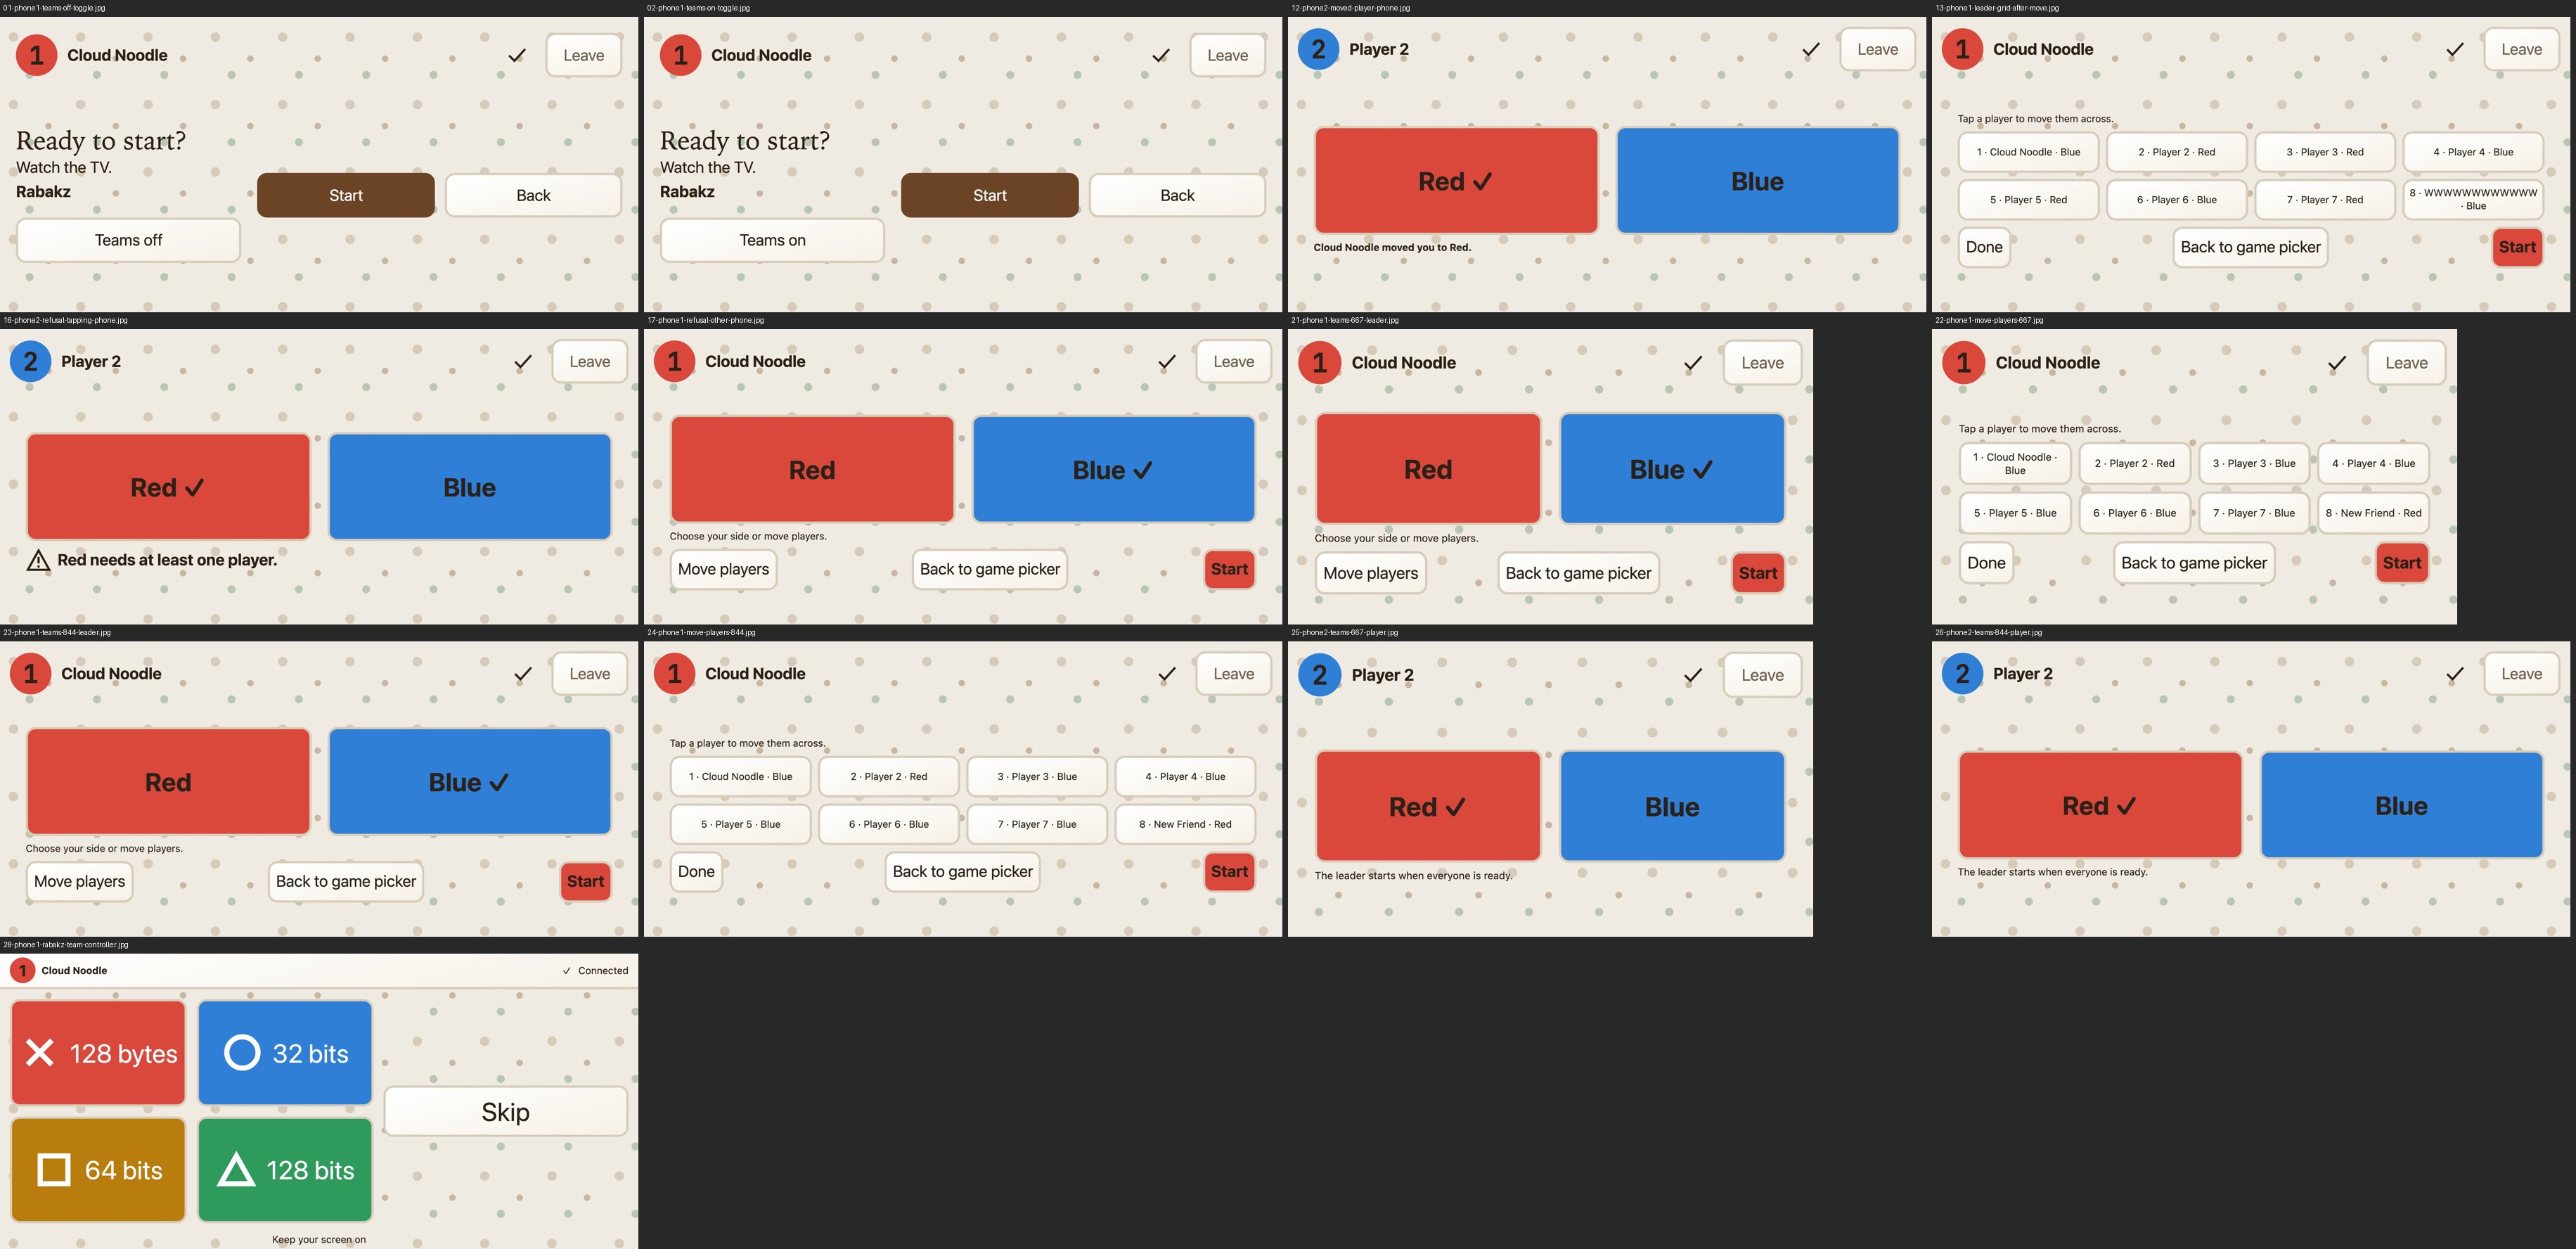 01-phone1-teams-off-toggle.jpg
1 Cloud Noodle ✓ Leave
Ready to start?
Watch the TV.
Rabakz
Start Back
Teams off
02-phone1-teams-on-toggle.jpg
1 Cloud Noodle ✓ Leave
Ready to start?
Watch the TV.
Rabakz
Start Back
Teams on
12-phone2-moved-player-phone.jpg
2 Player 2 ✓ Leave
Red ✓ Blue
Cloud Noodle moved you to Red.
13-phone1-leader-grid-after-move.jpg
1 Cloud Noodle ✓ Leave
Tap a player to move them across.
1 · Cloud Noodle · Blue 2 · Player 2 · Red 3 · Player 3 · Red 4 · Player 4 · Blue
5 · Player 5 · Red 6 · Player 6 · Blue 7 · Player 7 · Red 8 · WWWWWWWWWWWW
· Blue
Done Back to game picker Start
16-phone2-refusal-tapping-phone.jpg
2 Player 2 ✓ Leave
Red ✓ Blue
Red needs at least one player.
17-phone1-refusal-other-phone.jpg
1 Cloud Noodle ✓ Leave
Red Blue ✓
Choose your side or move players.
Move players Back to game picker Start
21-phone1-teams-667-leader.jpg
1 Cloud Noodle ✓ Leave
Red Blue ✓
Choose your side or move players.
Move players Back to game picker Start
22-phone1-move-players-667.jpg
1 Cloud Noodle ✓ Leave
Tap a player to move them across.
1 · Cloud Noodle ·
Blue
2 · Player 2 · Red 3 · Player 3 · Blue 4 · Player 4 · Blue
5 · Player 5 · Blue 6 · Player 6 · Blue 7 · Player 7 · Blue 8 · New Friend · Red
Done Back to game picker Start
23-phone1-teams-844-leader.jpg
1 Cloud Noodle ✓ Leave
Red Blue ✓
Choose your side or move players.
Move players Back to game picker Start
24-phone1-move-players-844.jpg
1 Cloud Noodle ✓ Leave
Tap a player to move them across.
1 · Cloud Noodle · Blue 2 · Player 2 · Red 3 · Player 3 · Blue 4 · Player 4 · Blue
5 · Player 5 · Blue 6 · Player 6 · Blue 7 · Player 7 · Blue 8 · New Friend · Red
Done Back to game picker Start
25-phone2-teams-667-player.jpg
2 Player 2 ✓ Leave
Red ✓ Blue
The leader starts when everyone is ready.
26-phone2-teams-844-player.jpg
2 Player 2 ✓ Leave
Red ✓ Blue
The leader starts when everyone is ready.
28-phone1-rabakz-team-controller.jpg
1 Cloud Noodle ✓ Connected
128 bytes 32 bits
Skip
64 bits 128 bits
Keep your screen on